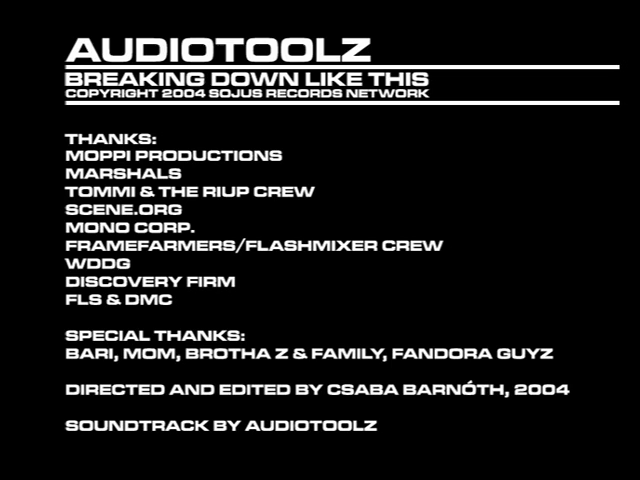 AUDIOTOOLZ
BREAKING DOWN LIKE THIS
COPYRIGHT 2004 SOJUS RECORDS NETWORK
THANKS:
MOPPI PRODUCTIONS
MARSHALS
TOMMI & THE RIUP CREW
SCENE.ORG
MONO CORP.
FRAMEFARMERS/FLASHMIXER CREW
WDDG
DISCOVERY FIRM
FLS & DMC
SPECIAL THANKS:
BARI, MOM, BROTHA Z & FAMILY, FANDORA GUYZ
DIRECTED AND EDITED BY CSABA BARNÓTH, 2004
SOUNDTRACK BY AUDIOTOOLZ